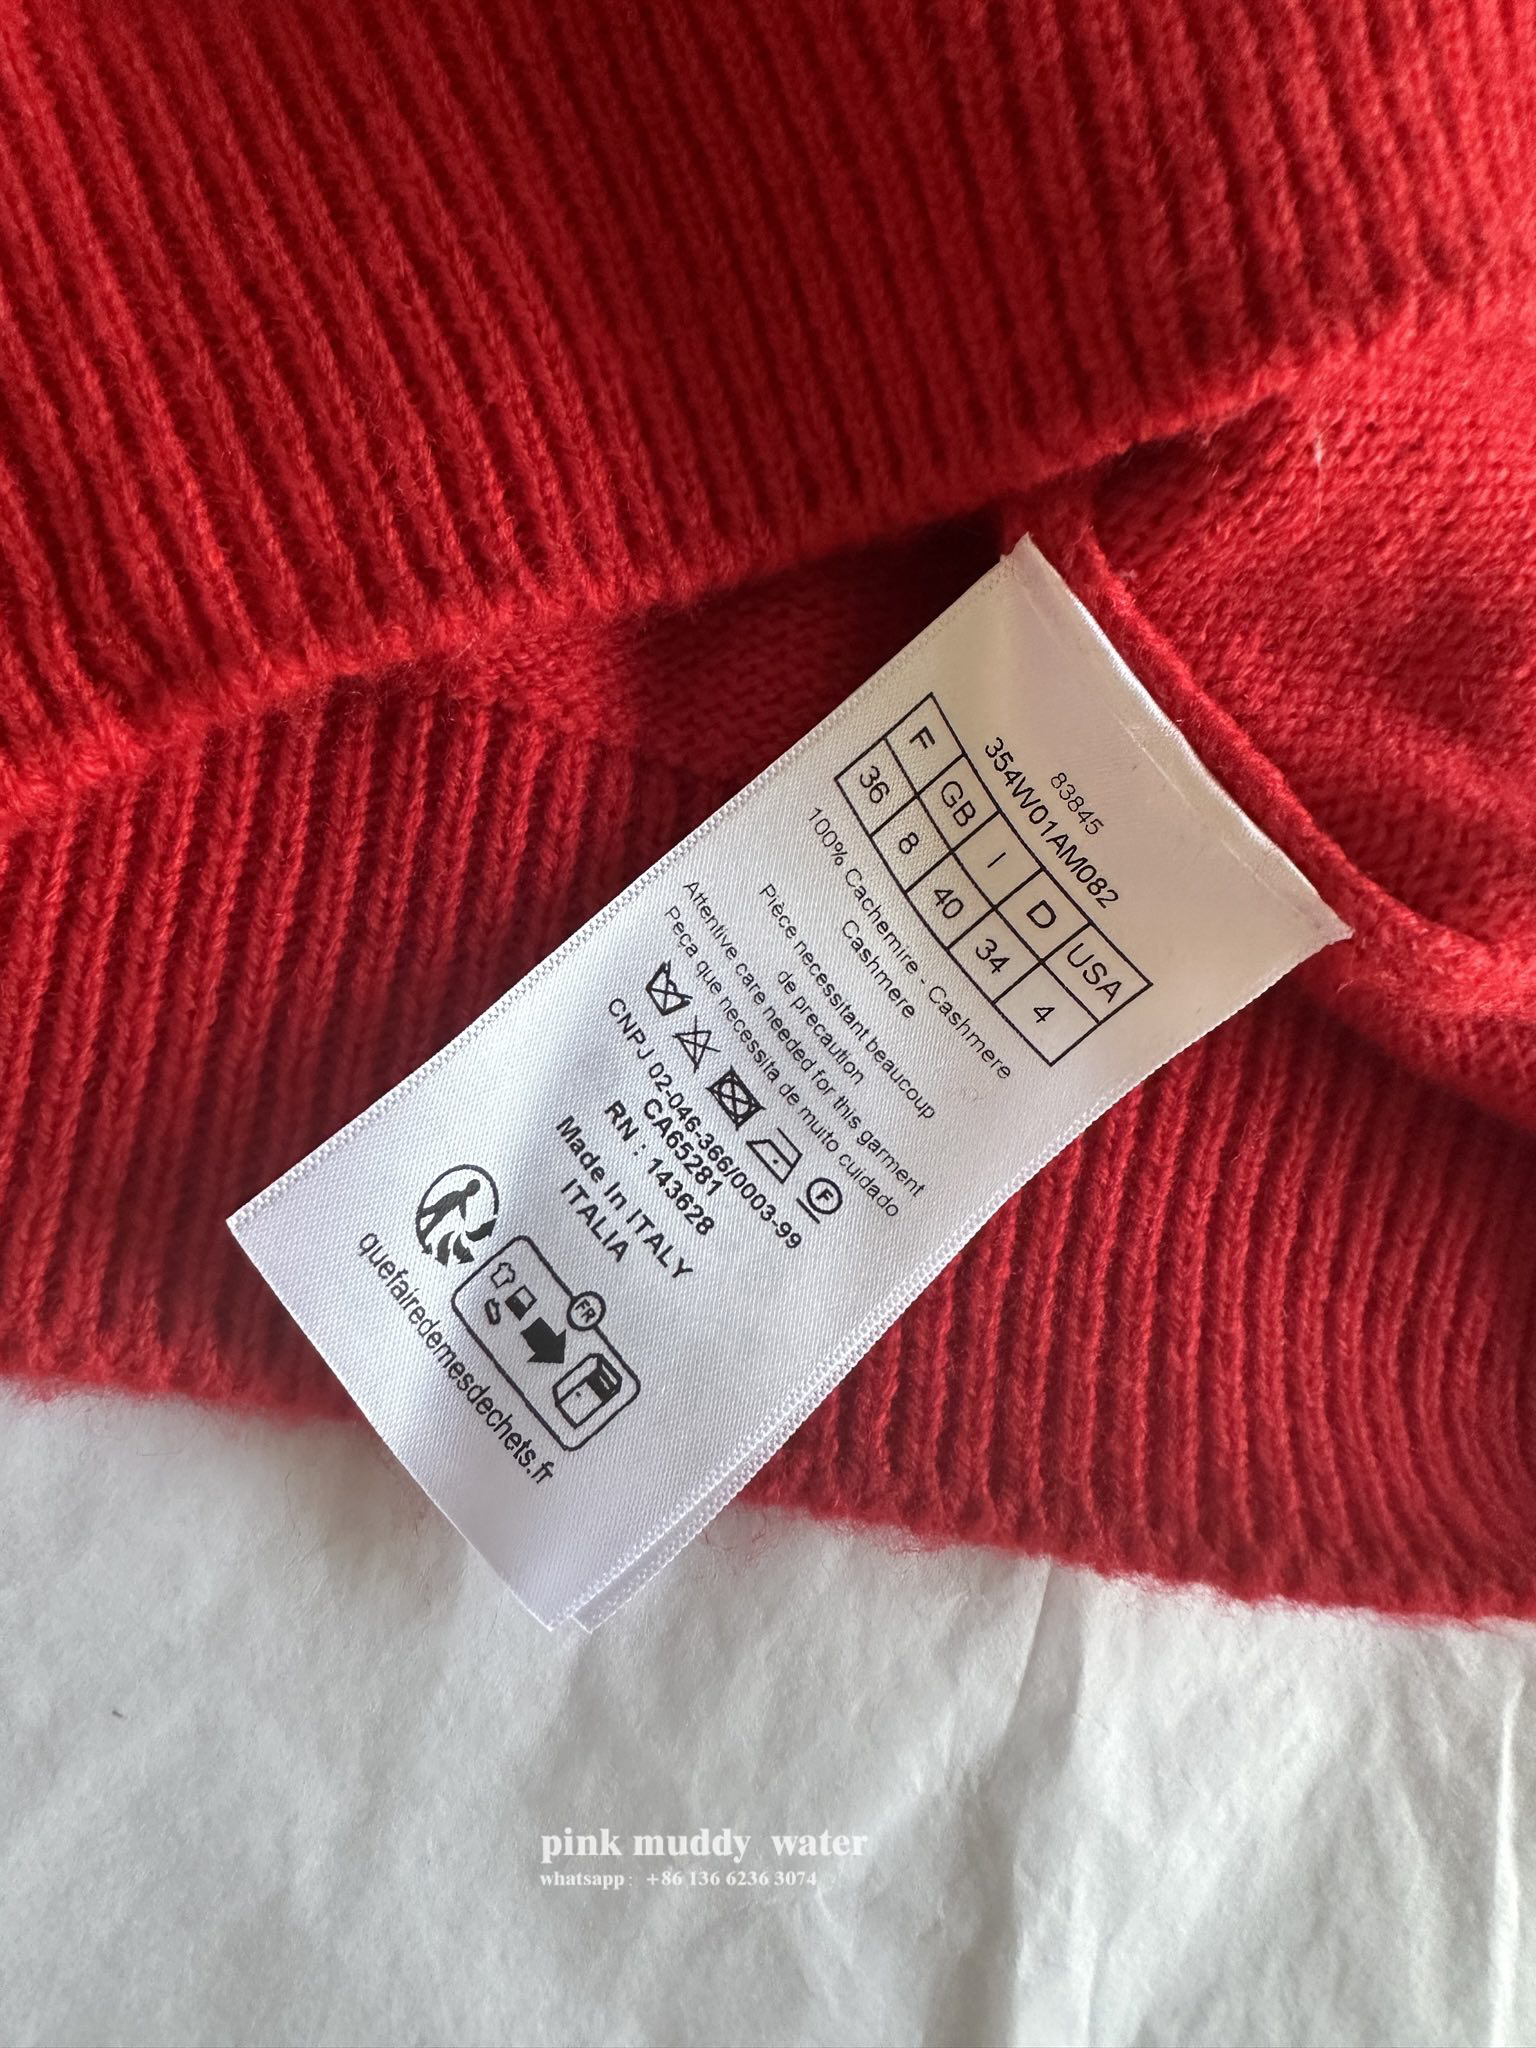 83845
354W01AM082
F GB I D USA
36 8 40 34 4
100% Cachemire - Cashmere
Cashmere
Pièce necessitant beaucoup
de precaution
Attentive care needed for this garment
Peça que necessita de muito cuidado
F
CNPJ 02-046-366/0003-99
CA65281
RN : 143628
Made In ITALY
ITALIA
FR
quefairedemesdechets.fr
pink muddy water
whatsapp: +86 136 6236 3074